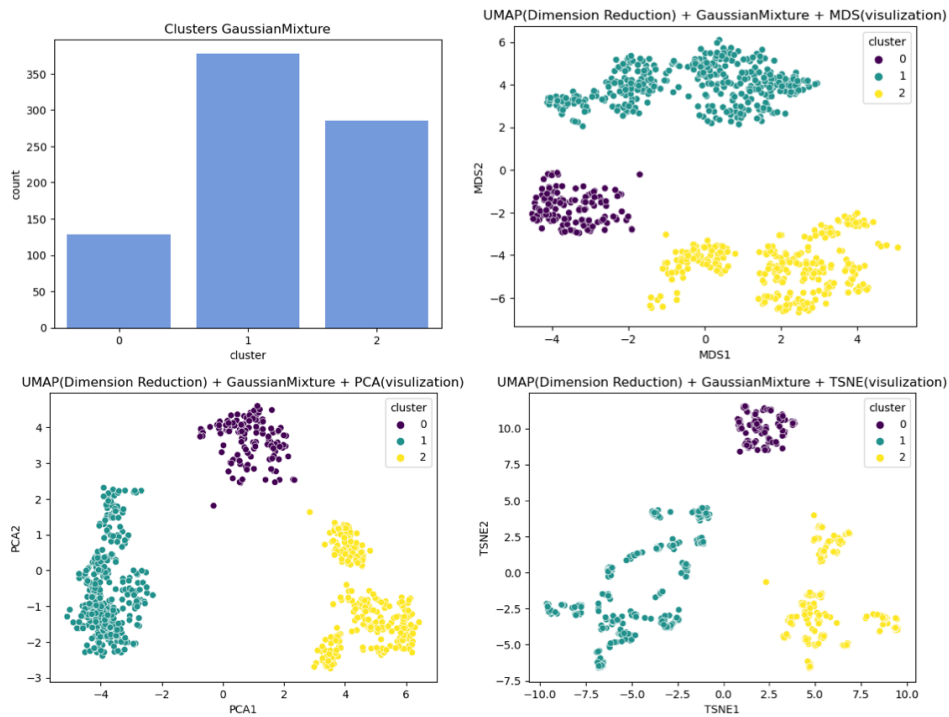 Clusters GaussianMixture
350
300
250
200
150
100
50
0
count
0 1 2
cluster
UMAP(Dimension Reduction) + GaussianMixture + MDS(visulization)
cluster
0
1
2
6
4
2
0
−2
−4
−6
MDS2
−4 −2 0 2 4
MDS1
UMAP(Dimension Reduction) + GaussianMixture + PCA(visulization)
cluster
0
1
2
4
3
2
1
0
−1
−2
−3
PCA2
−4 −2 0 2 4 6
PCA1
UMAP(Dimension Reduction) + GaussianMixture + TSNE(visulization)
cluster
0
1
2
10.0
7.5
5.0
2.5
0.0
−2.5
−5.0
−7.5
TSNE2
−10.0 −7.5 −5.0 −2.5 0.0 2.5 5.0 7.5 10.0
TSNE1